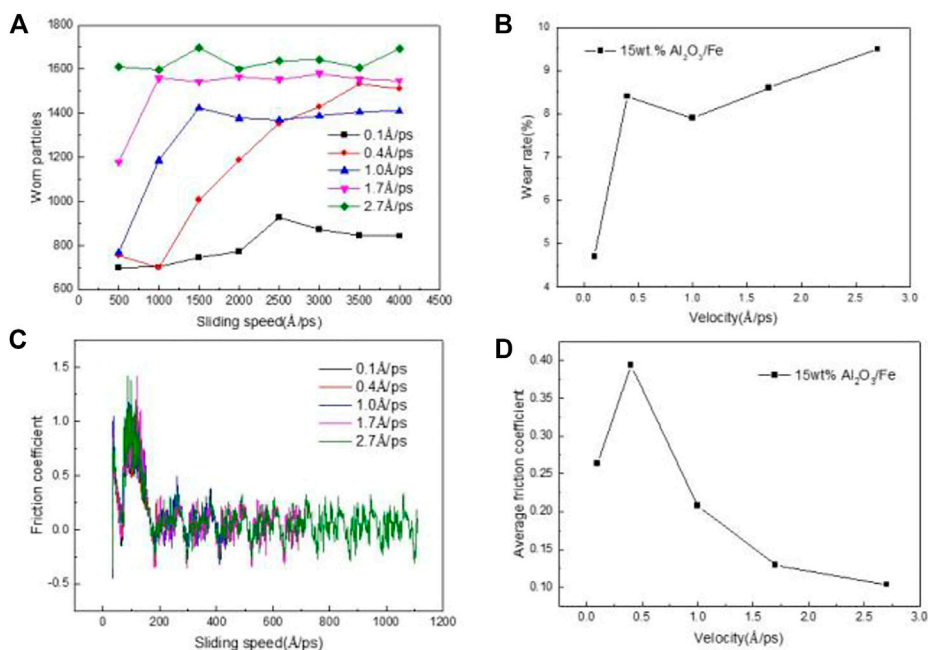 A
1800
1600
1400
1200
1000
800
600
Worn particles
0.1Å/ps
0.4Å/ps
1.0Å/ps
1.7Å/ps
2.7Å/ps
0 500 1000 1500 2000 2500 3000 3500 4000 4500
Sliding speed(Å/ps)
B
10
9
8
7
6
5
4
Wear rate(%)
15wt.% Al₂O₃/Fe
0.0 0.5 1.0 1.5 2.0 2.5 3.0
Velocity(Å/ps)
C
1.5
1.0
0.5
0.0
-0.5
Friction coefficient
0.1Å/ps
0.4Å/ps
1.0Å/ps
1.7Å/ps
2.7Å/ps
0 200 400 600 800 1000 1200
Sliding speed(Å/ps)
D
0.40
0.35
0.30
0.25
0.20
0.15
0.10
Average friction coefficient
15wt% Al₂O₃/Fe
0.0 0.5 1.0 1.5 2.0 2.5 3.0
Velocity(Å/ps)